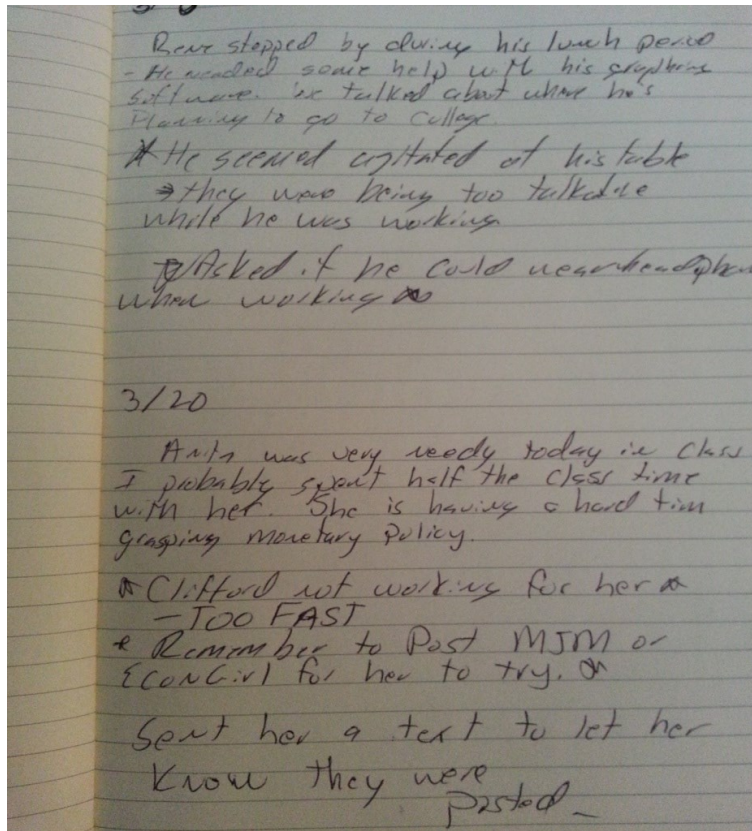 Rene stopped by during his lunch period
- He needed some help with his graphing
software. We talked about where he's
Planning to go to college.
* He seemed agitated at his table
→ they were being too talkative
while he was working
→ Asked if he could wear headphones
when working *
3/20
Anita was very needy today in class
I probably spent half the class time
with her. She is having a hard tim
grasping monetary policy.
* Clifford not working for her *
- TOO FAST
* Remember to Post MJM or
EconGirl for her to try. *
Sent her a text to let her
know they were
posted -